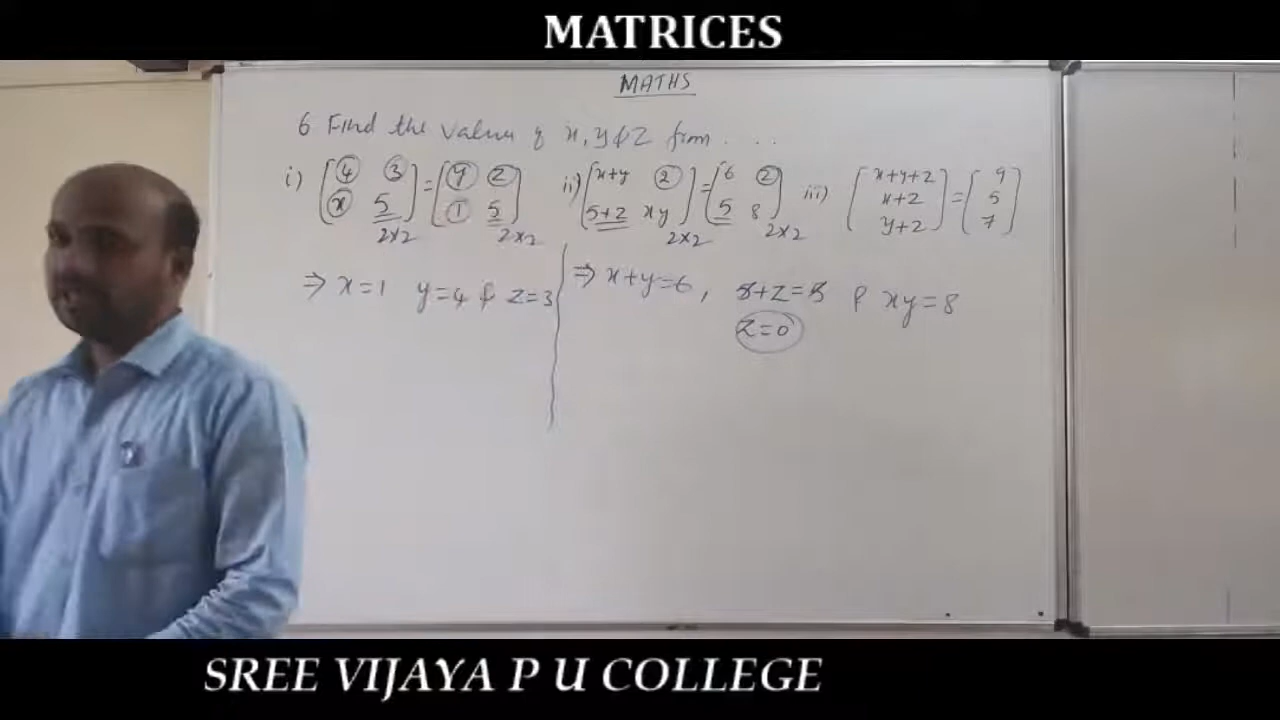 MATRICES
MATHS
6 Find the value of x, y & z from . . . .
i) [4 3] = [y z] ii) [x+y 2] = [6 2] iii) [x+y+z] = [9]
[x 5] [1 5] [5+z xy] [5 8] [x+z] [5]
2x2 2x2 2x2 2x2 [y+z] [7]
⇒ x=1 y=4 & z=3 ⇒ x+y=6, 5+z=5 & xy=8
z=0
SREE VIJAYA P U COLLEGE